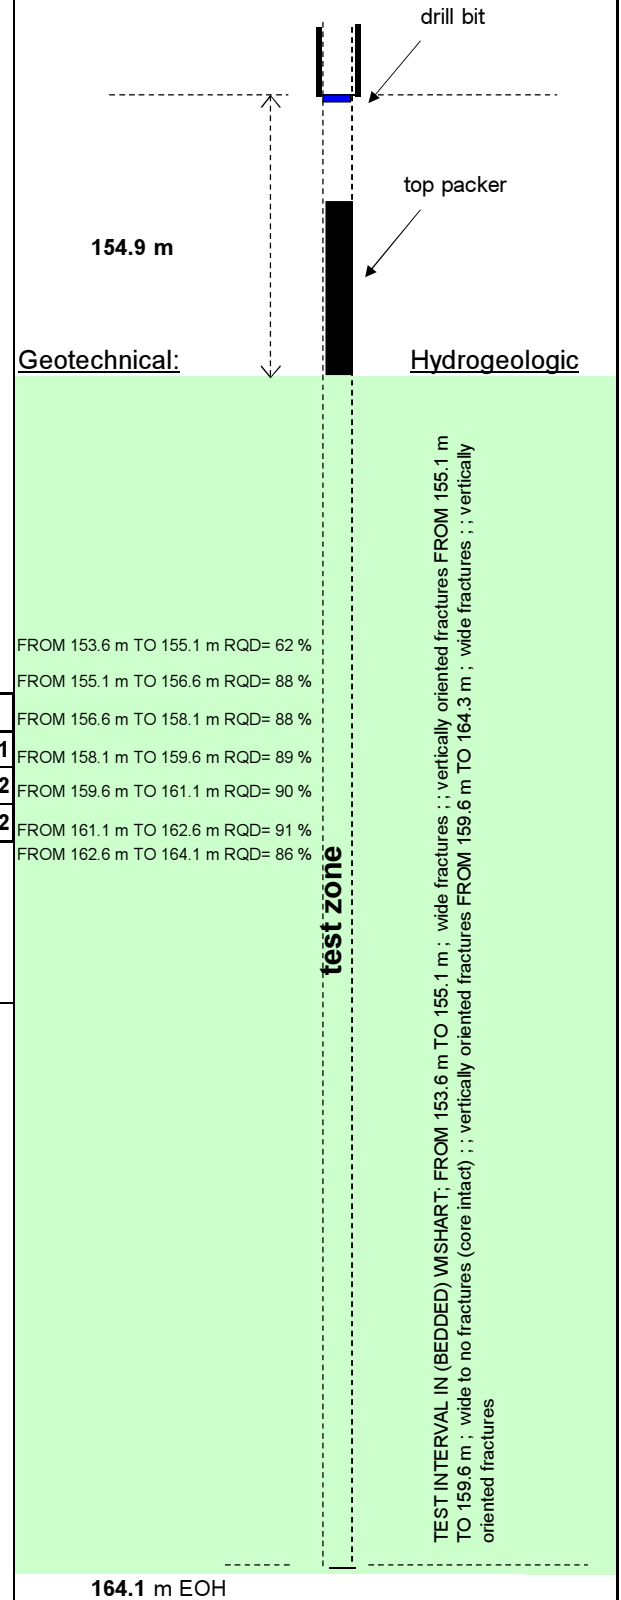 drill bit
top packer
154.9 m
Geotechnical:
Hydrogeologic
FROM 153.6 m TO 155.1 m RQD= 62 %
FROM 155.1 m TO 156.6 m RQD= 88 %
FROM 156.6 m TO 158.1 m RQD= 88 %
1
FROM 158.1 m TO 159.6 m RQD= 89 %
2
FROM 159.6 m TO 161.1 m RQD= 90 %
2
FROM 161.1 m TO 162.6 m RQD= 91 %
FROM 162.6 m TO 164.1 m RQD= 86 %
test zone
TEST INTERVAL IN (BEDDED) WISHART; FROM 153.6 m TO 155.1 m ; wide fractures ; ; vertically oriented fractures FROM 155.1 m
TO 159.6 m ; wide to no fractures (core intact) ; ; vertically oriented fractures FROM 159.6 m TO 164.3 m ; wide fractures ; ; vertically
oriented fractures
164.1 m EOH